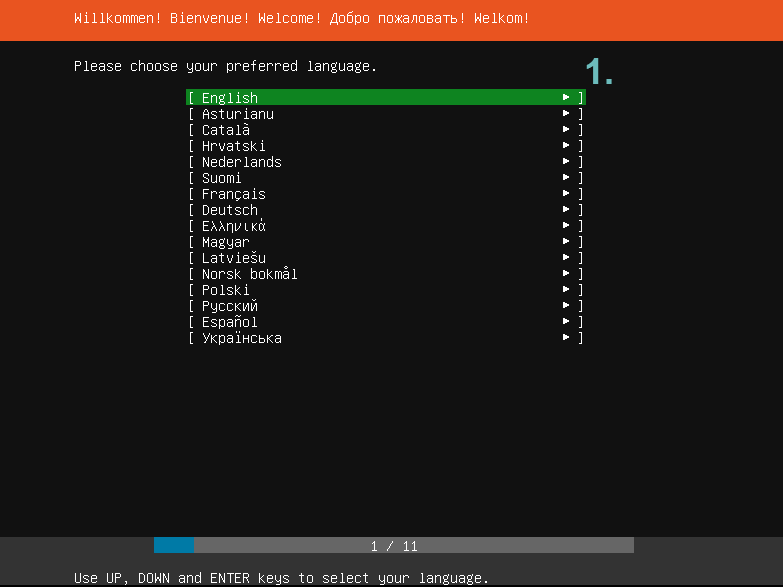 Willkommen! Bienvenue! Welcome! Добро пожаловать! Welkom!
Please choose your preferred language.
1.
[ English ► ]
[ Asturianu ► ]
[ Català ► ]
[ Hrvatski ► ]
[ Nederlands ► ]
[ Suomi ► ]
[ Français ► ]
[ Deutsch ► ]
[ Ελληνικά ► ]
[ Magyar ► ]
[ Latviešu ► ]
[ Norsk bokmål ► ]
[ Polski ► ]
[ Русский ► ]
[ Español ► ]
[ Українська ► ]
1 / 11
Use UP, DOWN and ENTER keys to select your language.